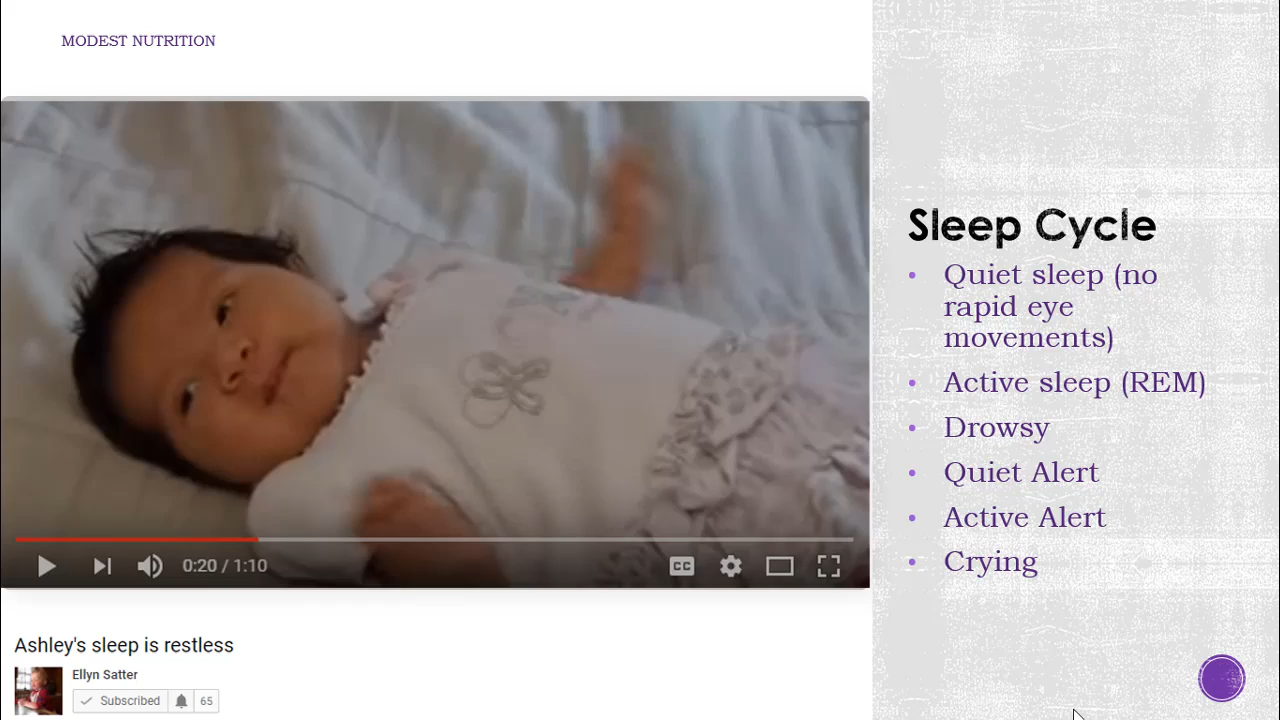 MODEST NUTRITION
Sleep Cycle
• Quiet sleep (no
rapid eye
movements)
• Active sleep (REM)
• Drowsy
• Quiet Alert
• Active Alert
• Crying
0:20 / 1:10
CC
Ashley's sleep is restless
Ellyn Satter
Subscribed 65